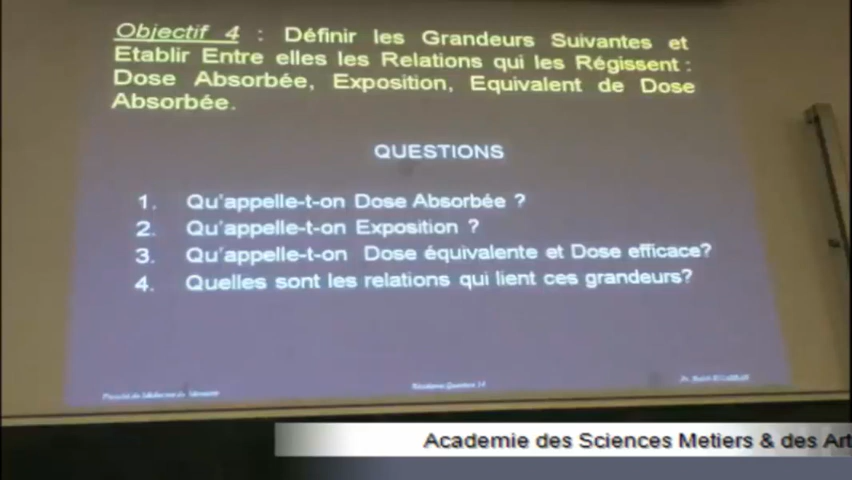 Objectif 4 : Définir les Grandeurs Suivantes et
Etablir Entre elles les Relations qui les Régissent :
Dose Absorbée, Exposition, Equivalent de Dose
Absorbée.
QUESTIONS
1. Qu'appelle-t-on Dose Absorbée ?
2. Qu'appelle-t-on Exposition ?
3. Qu'appelle-t-on Dose équivalente et Dose efficace?
4. Quelles sont les relations qui lient ces grandeurs?
Academie des Sciences Metiers & des Art